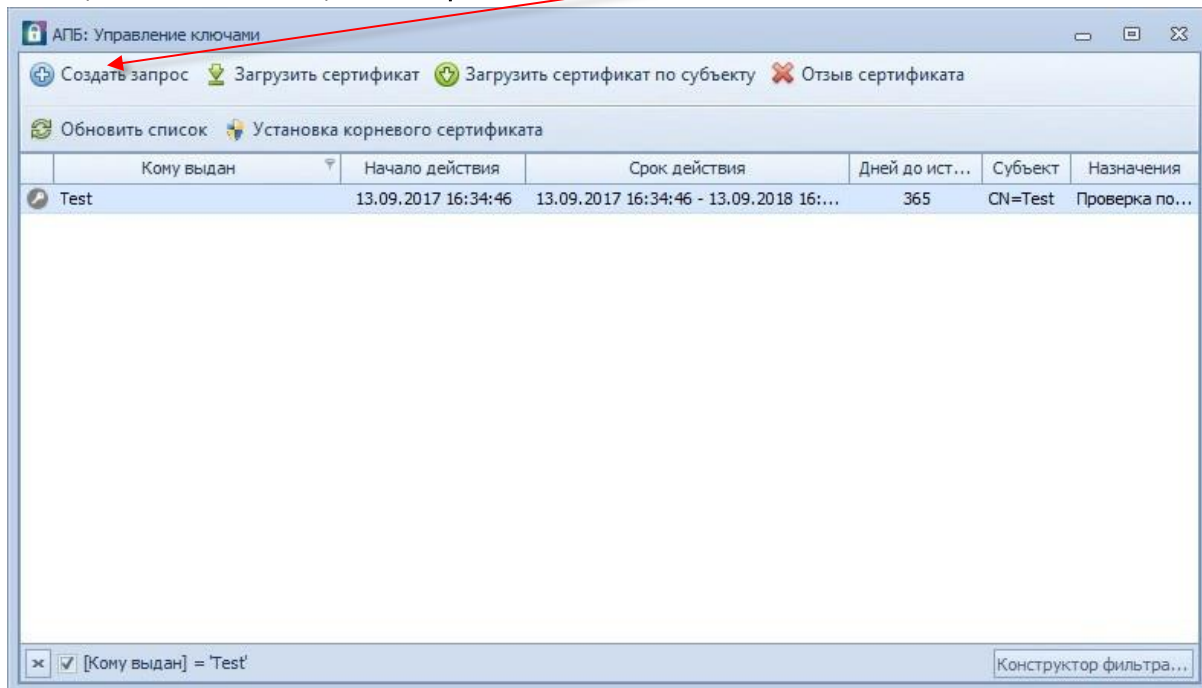 АПБ: Управление ключами
Создать запрос Загрузить сертификат Загрузить сертификат по субъекту Отзыв сертификата
Обновить список Установка корневого сертификата
Кому выдан Начало действия Срок действия Дней до ист... Субъект Назначения
Test 13.09.2017 16:34:46 13.09.2017 16:34:46 - 13.09.2018 16:... 365 CN=Test Проверка по...
[Кому выдан] = 'Test' Конструктор фильтра...